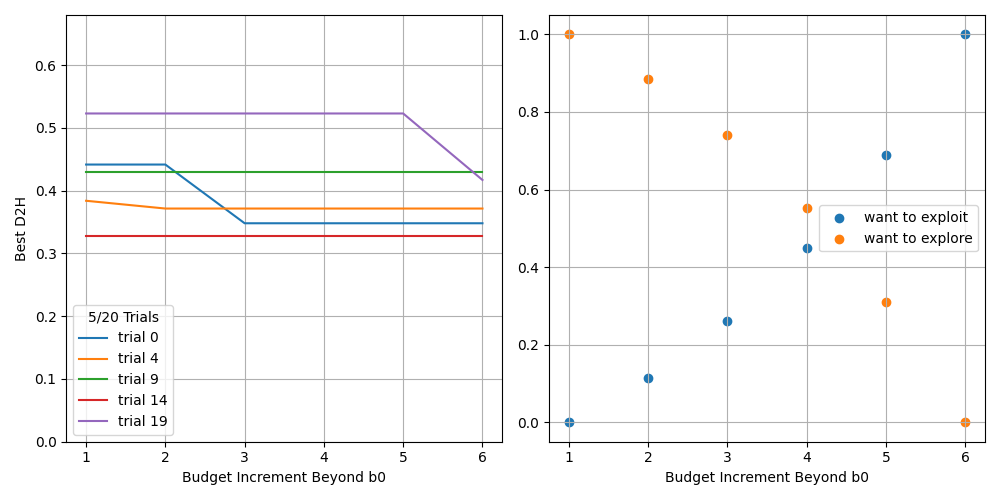 0.6
0.5
0.4
0.3
0.2
0.1
0.0
Best D2H
5/20 Trials
trial 0
trial 4
trial 9
trial 14
trial 19
1 2 3 4 5 6
Budget Increment Beyond b0
1.0
0.8
0.6
0.4
0.2
0.0
want to exploit
want to explore
1 2 3 4 5 6
Budget Increment Beyond b0